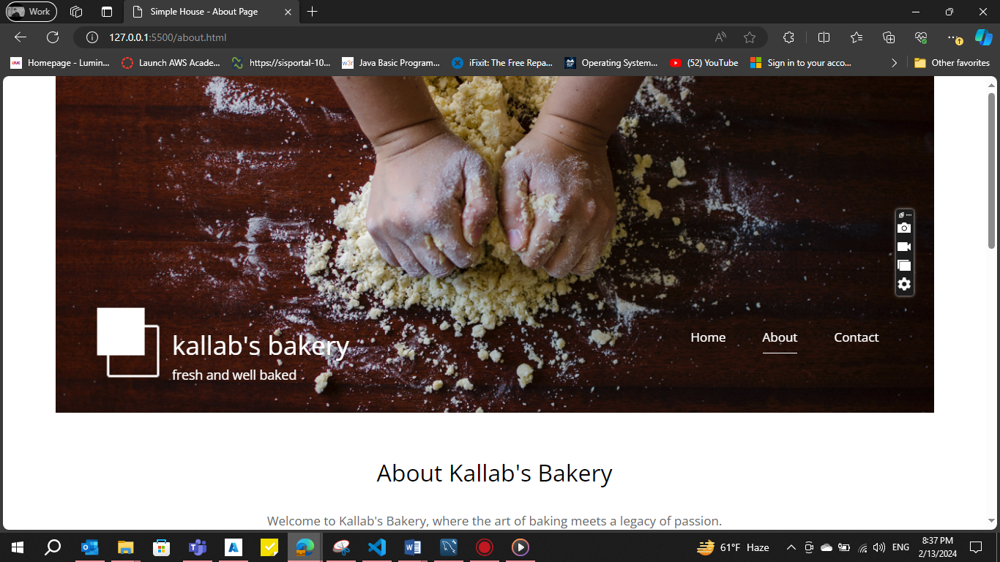 Work
Simple House - About Page
127.0.0.1:5500/about.html
Homepage - Lumin...
Launch AWS Acade...
https://sisportal-10...
w3r
Java Basic Program...
iFixit: The Free Repa...
Operating System...
(52) YouTube
Sign in to your acco...
Other favorites
kallab's bakery
fresh and well baked
Home
About
Contact
About Kallab's Bakery
Welcome to Kallab's Bakery, where the art of baking meets a legacy of passion.
61°F Haze
ENG
8:37 PM
2/13/2024